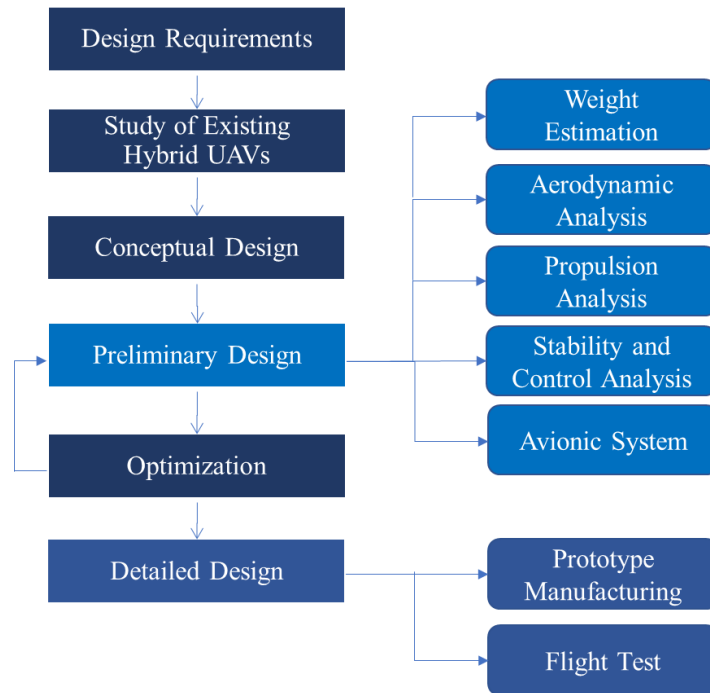 Design Requirements
Study of Existing
Hybrid UAVs
Conceptual Design
Preliminary Design
Optimization
Detailed Design
Weight
Estimation
Aerodynamic
Analysis
Propulsion
Analysis
Stability and
Control Analysis
Avionic System
Prototype
Manufacturing
Flight Test